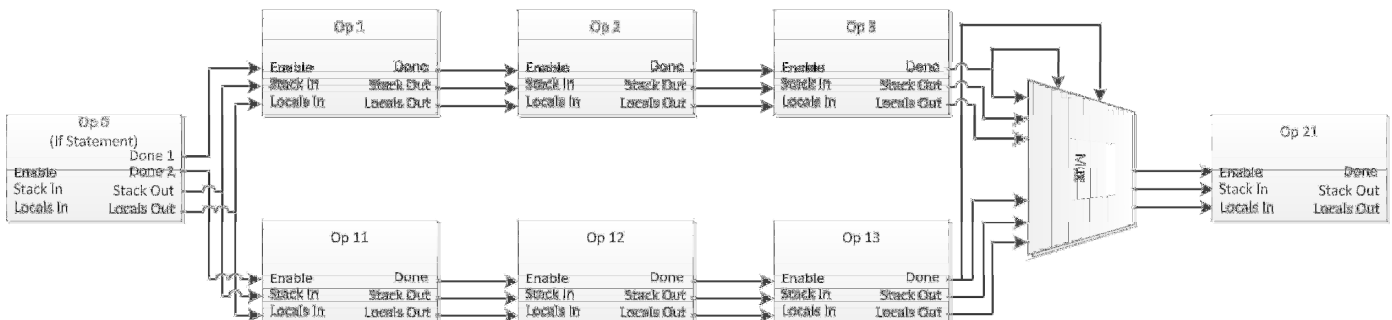 Op 1
Enable Done
Stack In Stack Out
Locals In Locals Out
Op 2
Enable Done
Stack In Stack Out
Locals In Locals Out
Op 3
Enable Done
Stack In Stack Out
Locals In Locals Out
Op 0
(If Statement)
Done 1
Enable Done 2
Stack In Stack Out
Locals In Locals Out
Mux
Op 21
Enable Done
Stack In Stack Out
Locals In Locals Out
Op 11
Enable Done
Stack In Stack Out
Locals In Locals Out
Op 12
Enable Done
Stack In Stack Out
Locals In Locals Out
Op 13
Enable Done
Stack In Stack Out
Locals In Locals Out